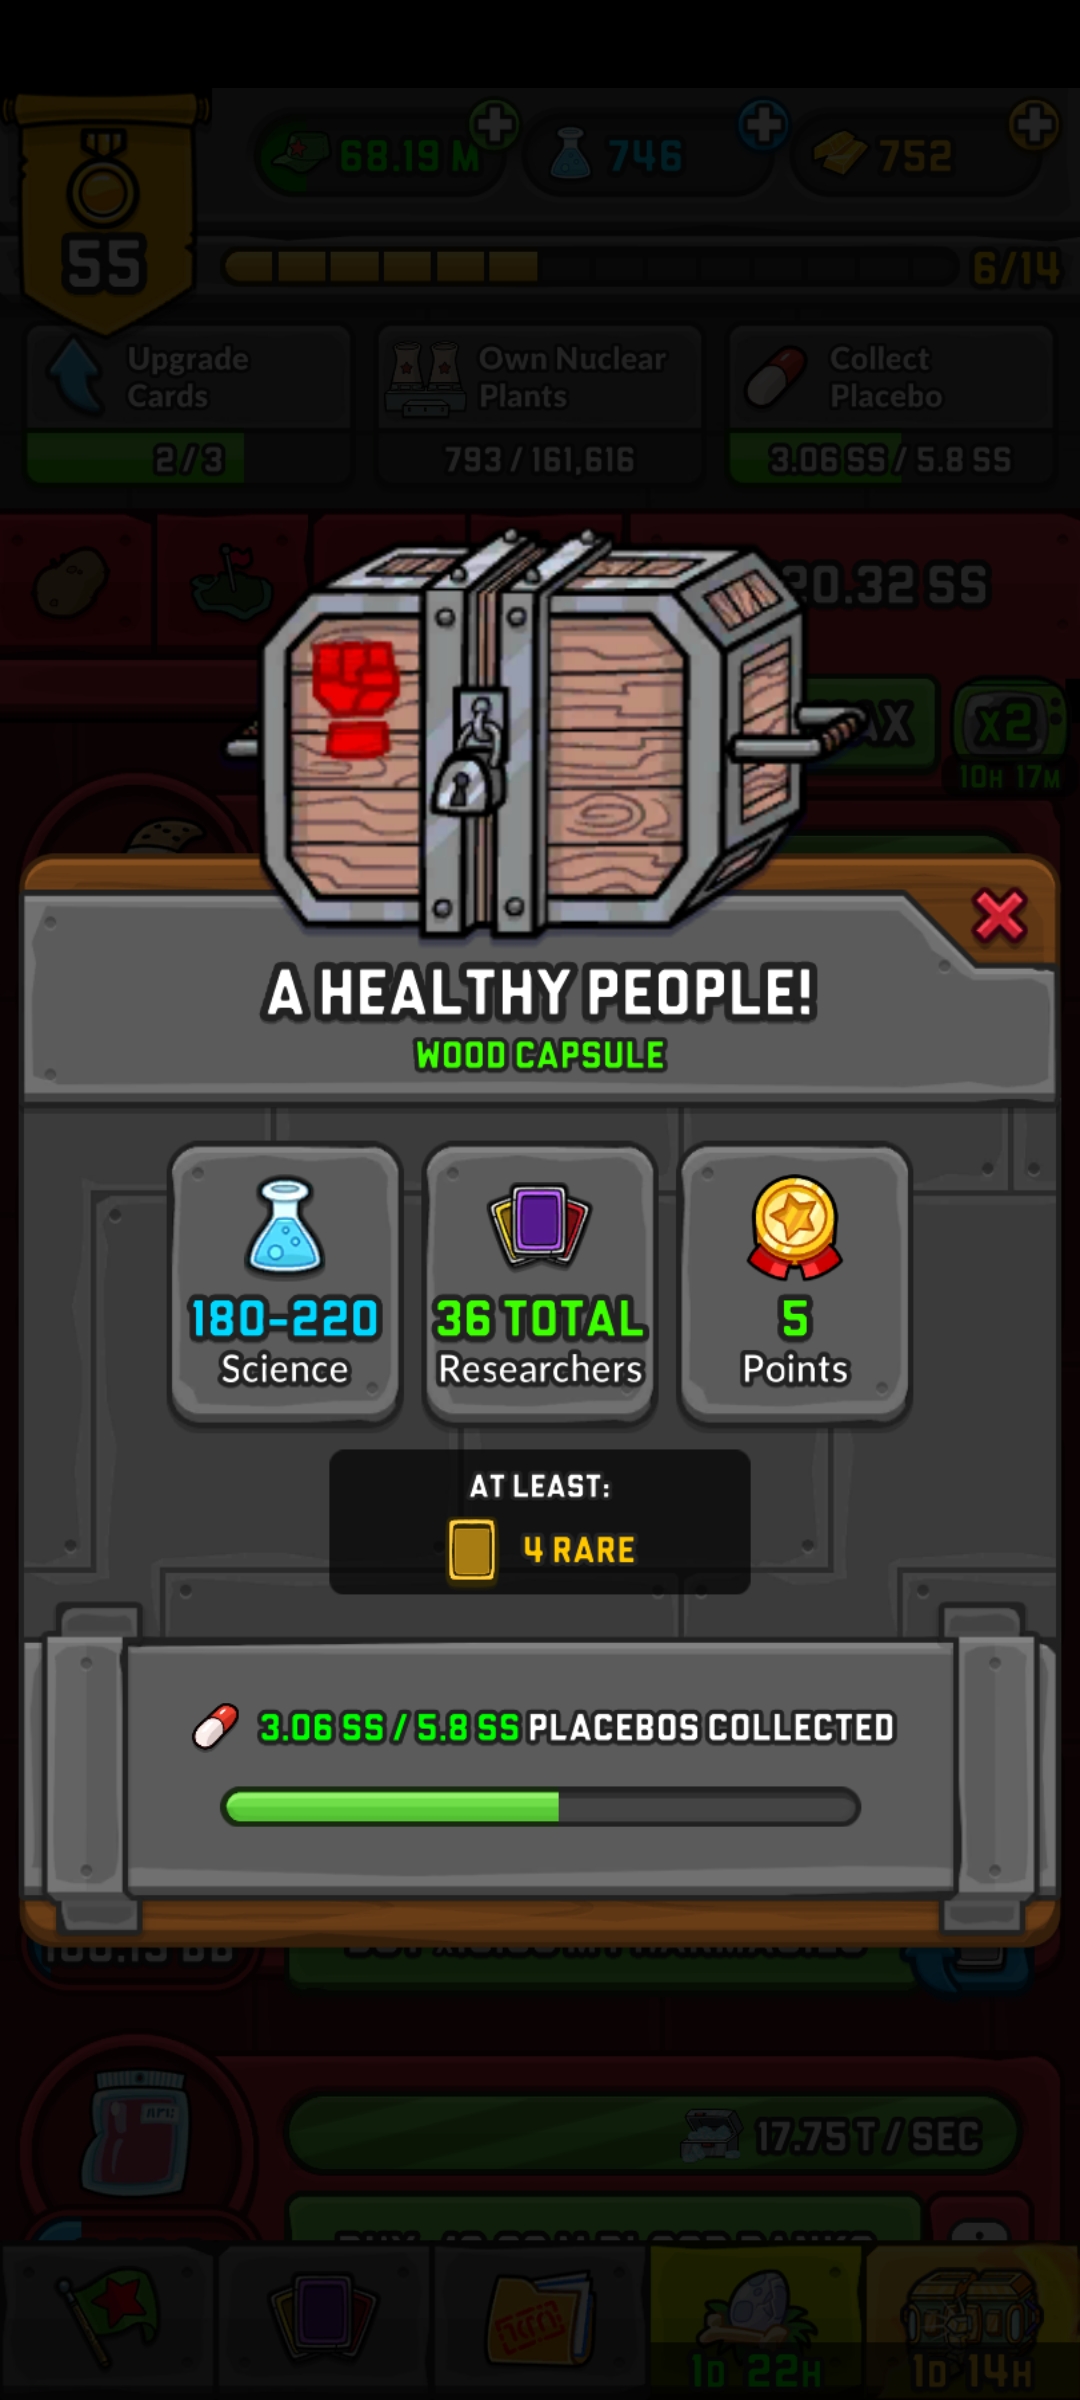 68.19 M
746
752
55
6/14
Upgrade
Cards
2/3
Own Nuclear
Plants
793 / 161,616
Collect
Placebo
3.06 SS / 5.8 SS
20.32 SS
X2
10H 17M
A HEALTHY PEOPLE!
WOOD CAPSULE
180-220
Science
36 TOTAL
Researchers
5
Points
AT LEAST:
4 RARE
3.06 SS / 5.8 SS PLACEBOS COLLECTED
17.75 T / SEC
1D 22H
1D 14H